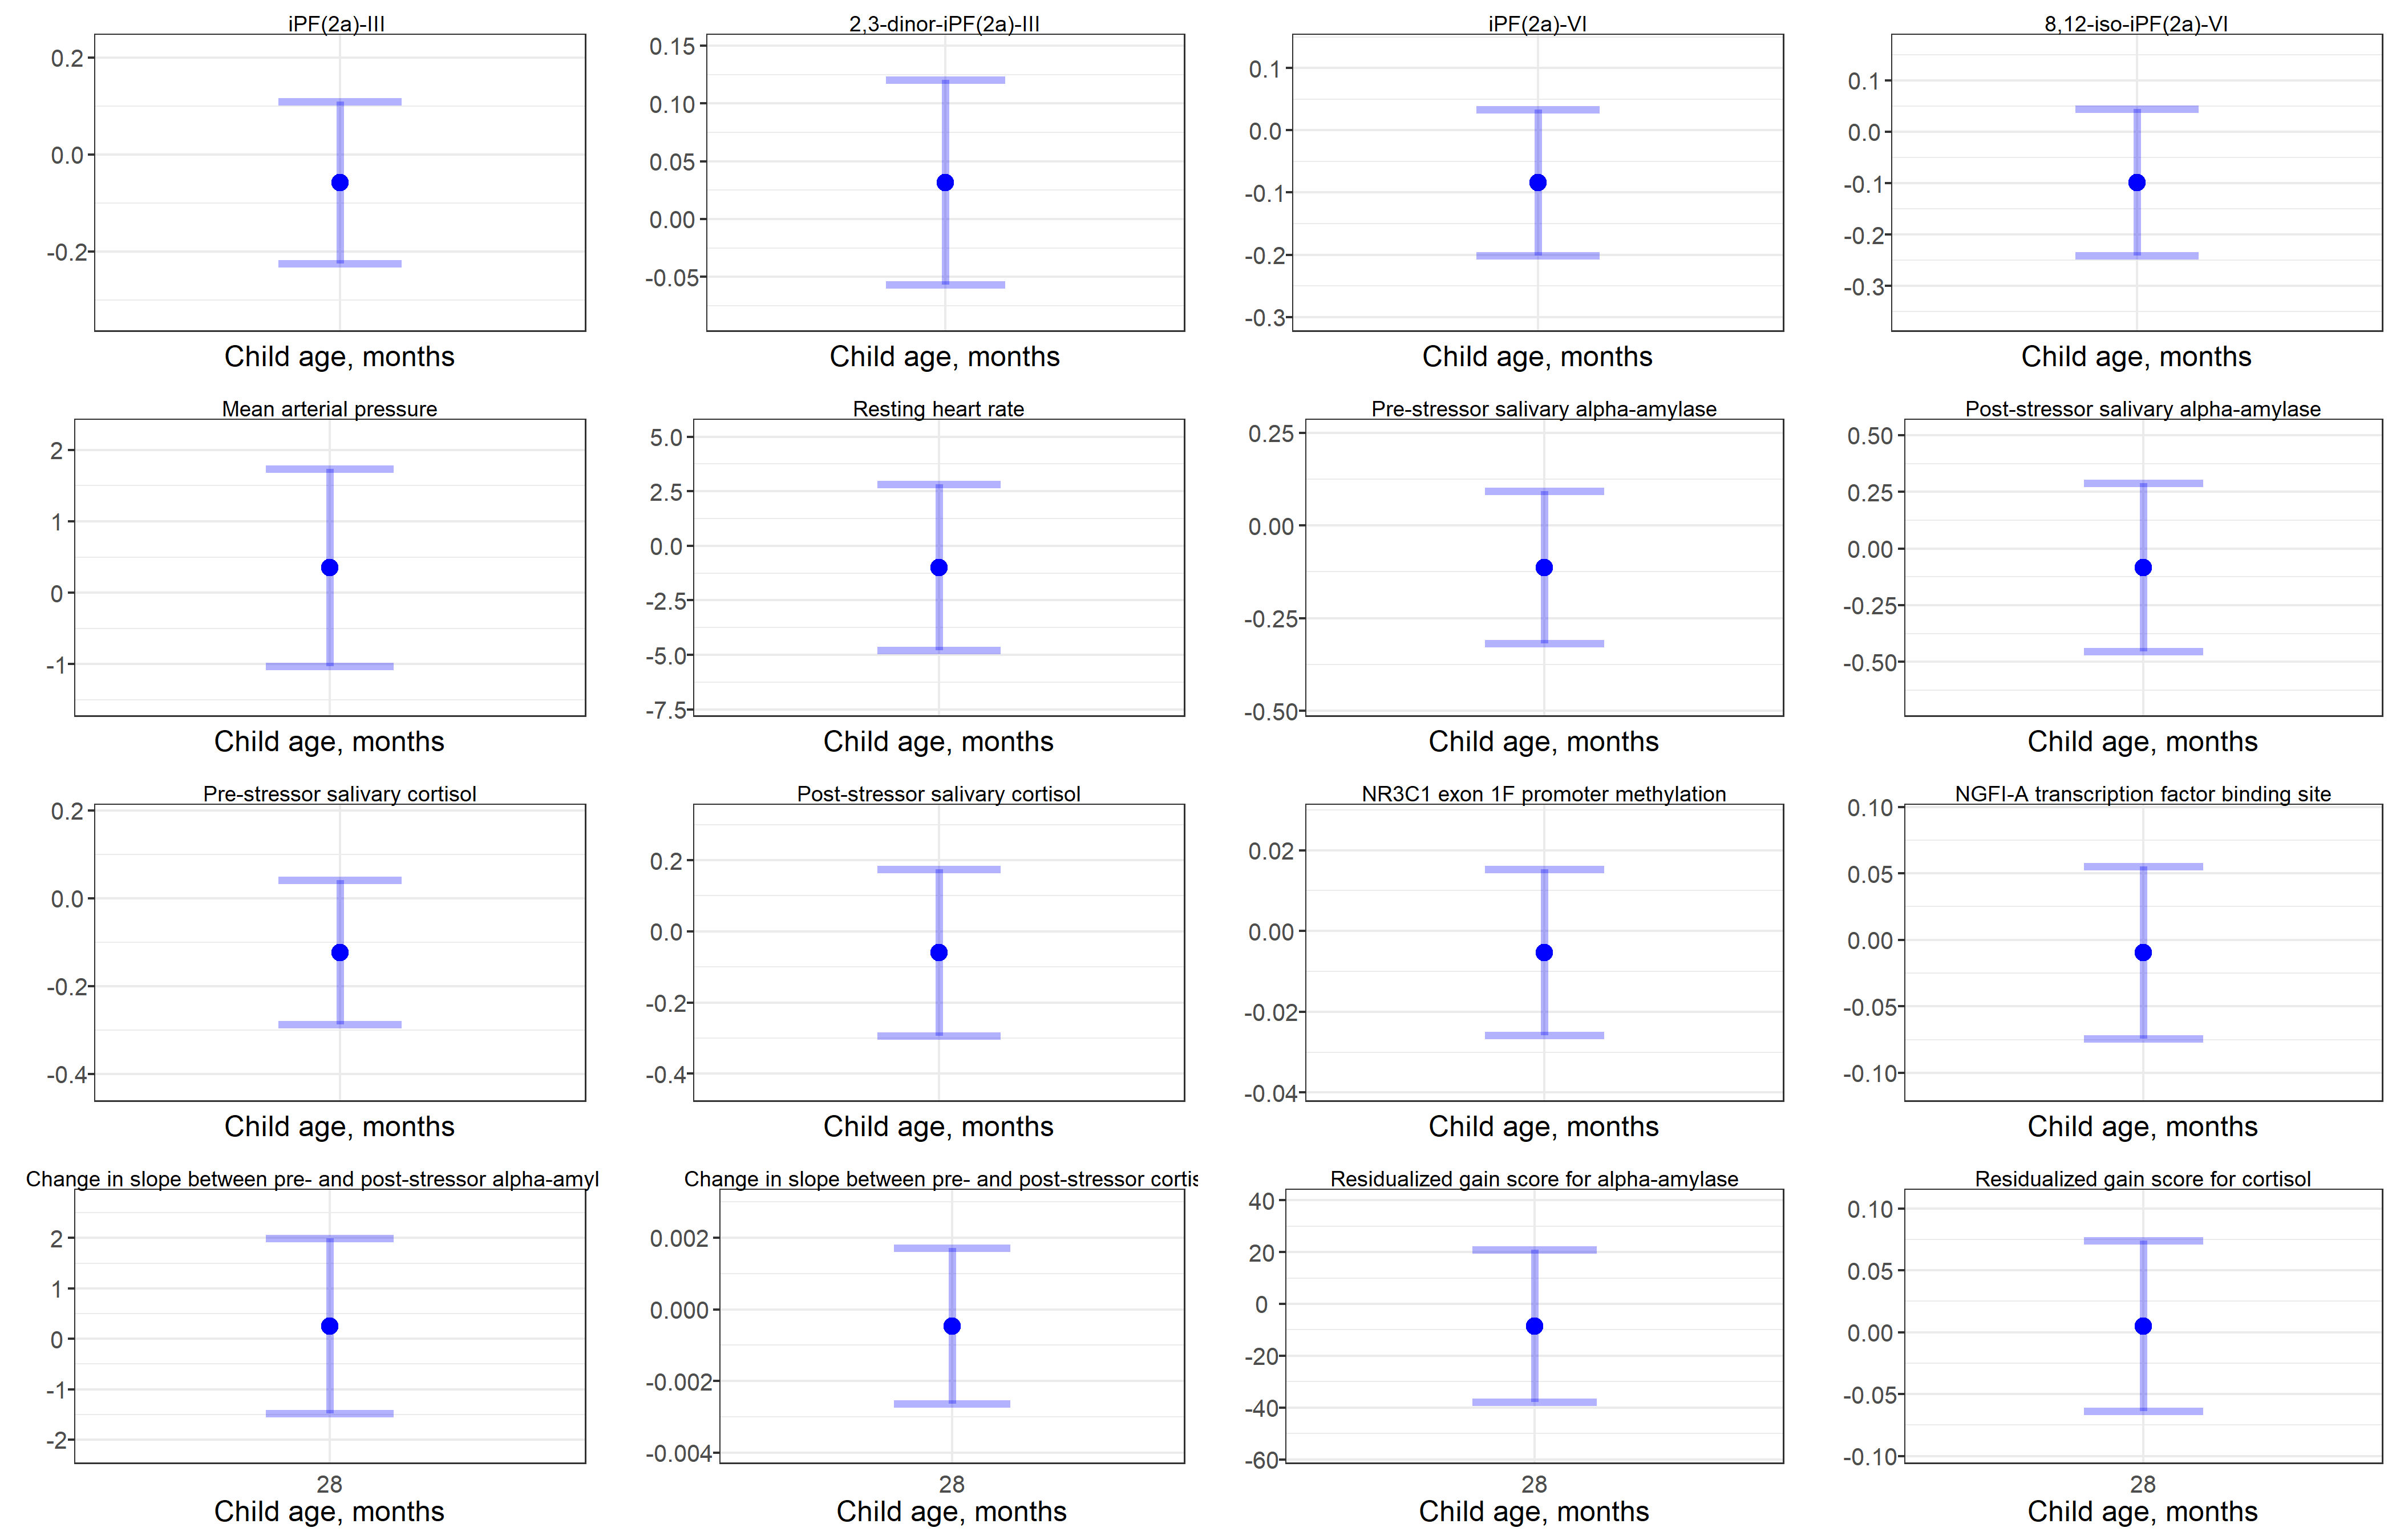 iPF(2a)-III
0.2
0.0
-0.2
Child age, months
2,3-dinor-iPF(2a)-III
0.15
0.10
0.05
0.00
-0.05
Child age, months
iPF(2a)-VI
0.1
0.0
-0.1
-0.2
-0.3
Child age, months
8,12-iso-iPF(2a)-VI
0.1
0.0
-0.1
-0.2
-0.3
Child age, months
Mean arterial pressure
2
1
0
-1
Child age, months
Resting heart rate
5.0
2.5
0.0
-2.5
-5.0
-7.5
Child age, months
Pre-stressor salivary alpha-amylase
0.25
0.00
-0.25
-0.50
Child age, months
Post-stressor salivary alpha-amylase
0.50
0.25
0.00
-0.25
-0.50
Child age, months
Pre-stressor salivary cortisol
0.2
0.0
-0.2
-0.4
Child age, months
Post-stressor salivary cortisol
0.2
0.0
-0.2
-0.4
Child age, months
NR3C1 exon 1F promoter methylation
0.02
0.00
-0.02
-0.04
Child age, months
NGFI-A transcription factor binding site
0.10
0.05
0.00
-0.05
-0.10
Child age, months
Change in slope between pre- and post-stressor alpha-amyl
2
1
0
-1
-2
28
Child age, months
Change in slope between pre- and post-stressor cortis
0.002
0.000
-0.002
-0.004
28
Child age, months
Residualized gain score for alpha-amylase
40
20
0
-20
-40
-60
28
Child age, months
Residualized gain score for cortisol
0.10
0.05
0.00
-0.05
-0.10
28
Child age, months